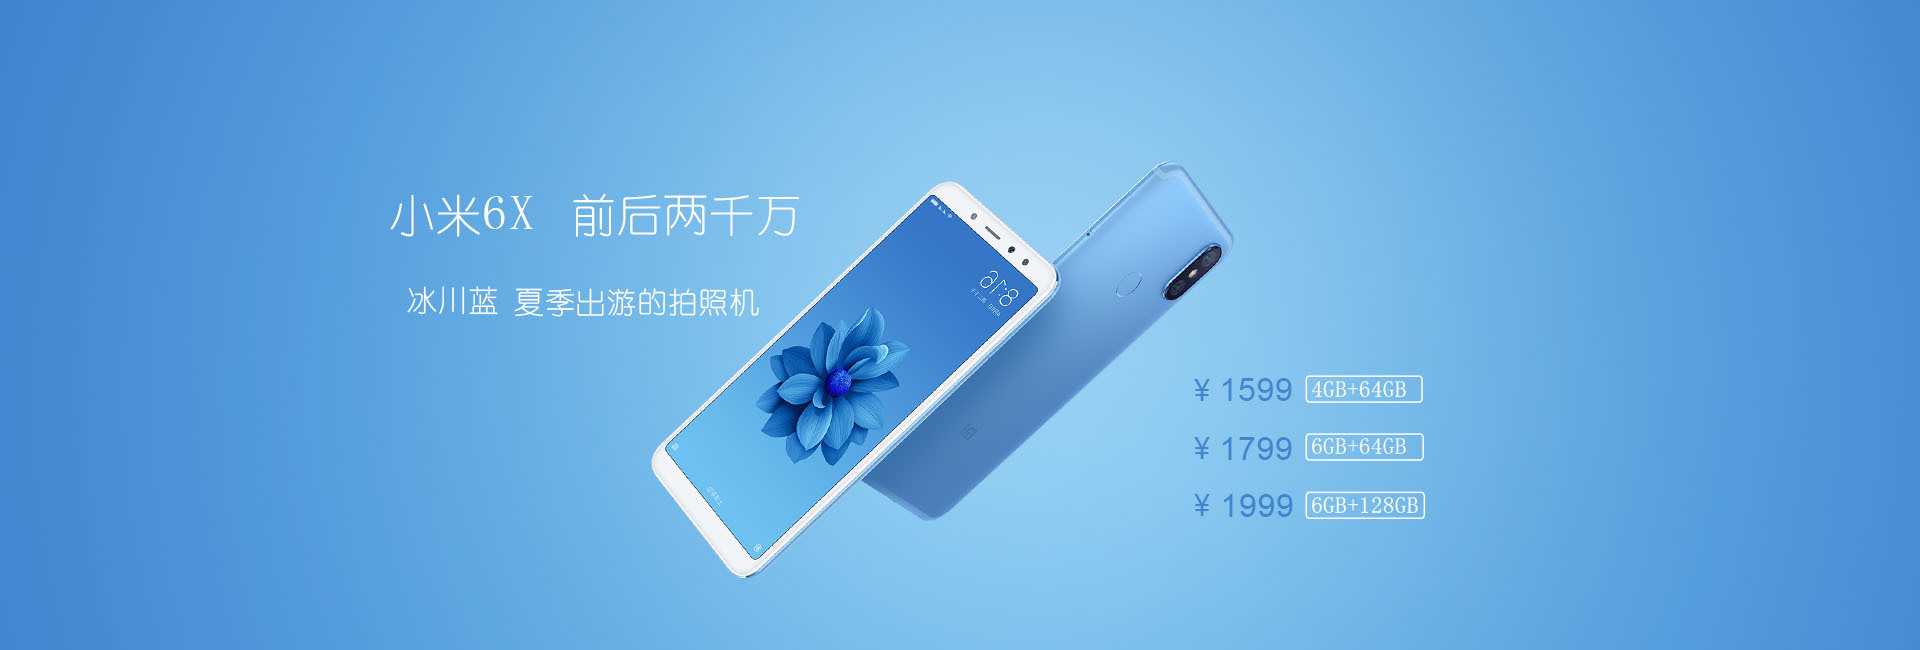 小米6X 前后两千万
冰川蓝 夏季出游的拍照机
¥ 1599 4GB+64GB
¥ 1799 6GB+64GB
¥ 1999 6GB+128GB